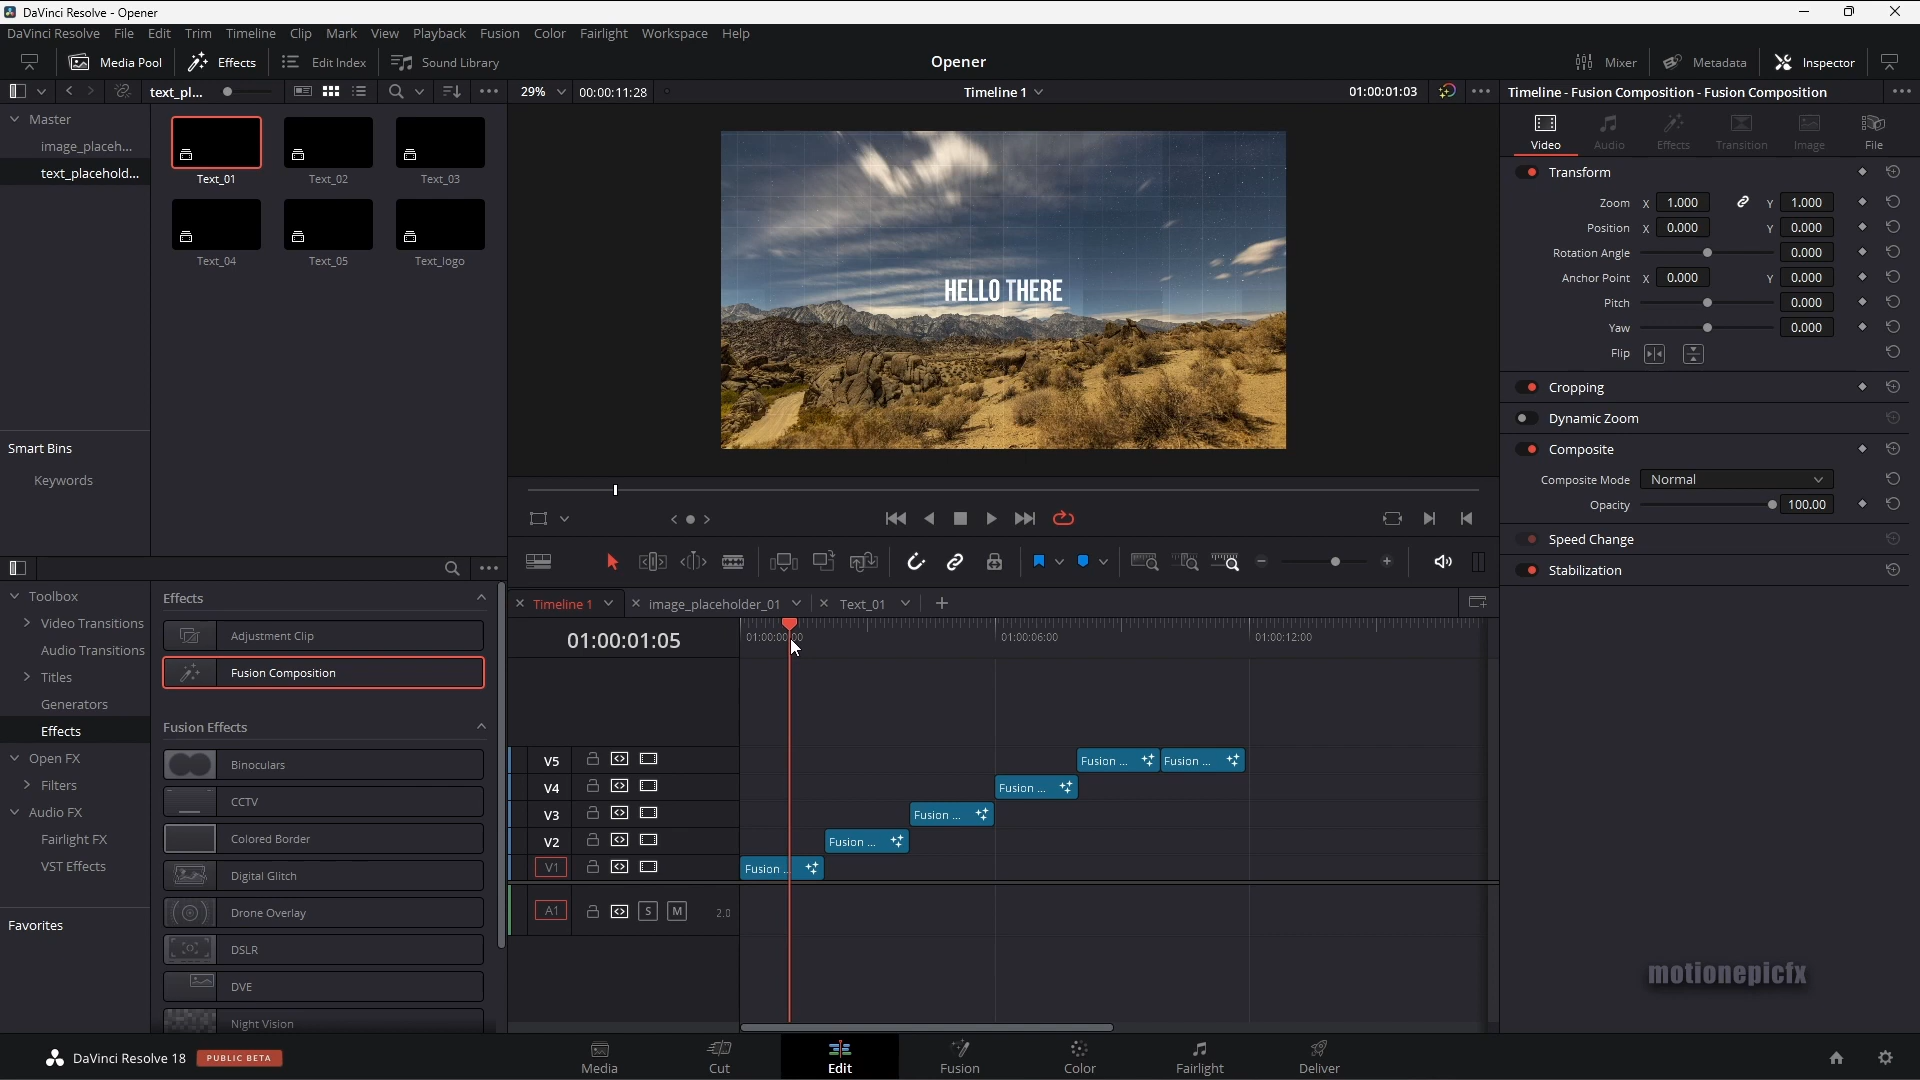 DaVinci Resolve - Opener
DaVinci Resolve File Edit Trim Timeline Clip Mark View Playback Fusion Color Fairlight Workspace Help
Media Pool Effects Edit Index Sound Library Opener Mixer Metadata Inspector
text_pl... 29% 00:00:11:28 Timeline 1 01:00:01:03 Timeline - Fusion Composition - Fusion Composition
Master
image_placeh...
text_placehold...
Text_01 Text_02 Text_03
Text_04 Text_05 Text_logo
Smart Bins
Keywords
HELLO THERE
Video Audio Effects Transition Image File
Transform
Zoom X 1.000 Y 1.000
Position X 0.000 Y 0.000
Rotation Angle 0.000
Anchor Point X 0.000 Y 0.000
Pitch 0.000
Yaw 0.000
Flip
Cropping
Dynamic Zoom
Composite
Composite Mode Normal
Opacity 100.00
Speed Change
Stabilization
Toolbox
Video Transitions
Audio Transitions
Titles
Generators
Effects
Open FX
Filters
Audio FX
Fairlight FX
VST Effects
Favorites
Effects
Adjustment Clip
Fusion Composition
Fusion Effects
Binoculars
CCTV
Colored Border
Digital Glitch
Drone Overlay
DSLR
DVE
Night Vision
Timeline 1 image_placeholder_01 Text_01
01:00:01:05 01:00:00:00 01:00:06:00 01:00:12:00
V5 Fusion ... Fusion ...
V4 Fusion ...
V3 Fusion ...
V2 Fusion ...
V1 Fusion ...
A1 S M 2.0
motionepicfx
DaVinci Resolve 18 PUBLIC BETA
Media Cut Edit Fusion Color Fairlight Deliver